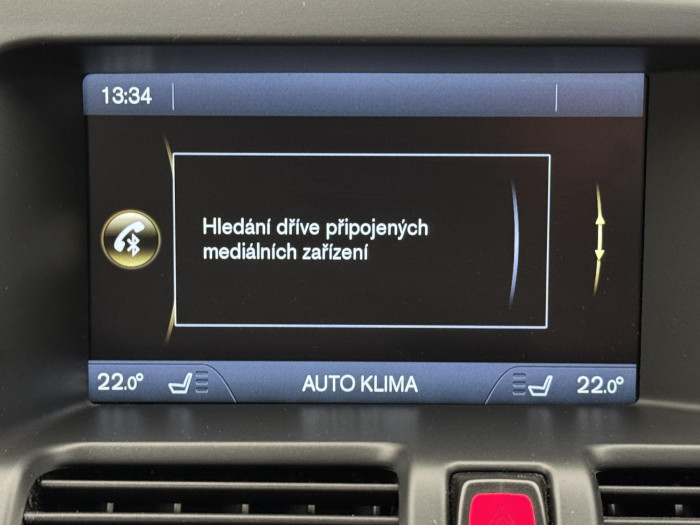 13:34
Hledání dříve připojených
mediálních zařízení
22.0° AUTO KLIMA 22.0°